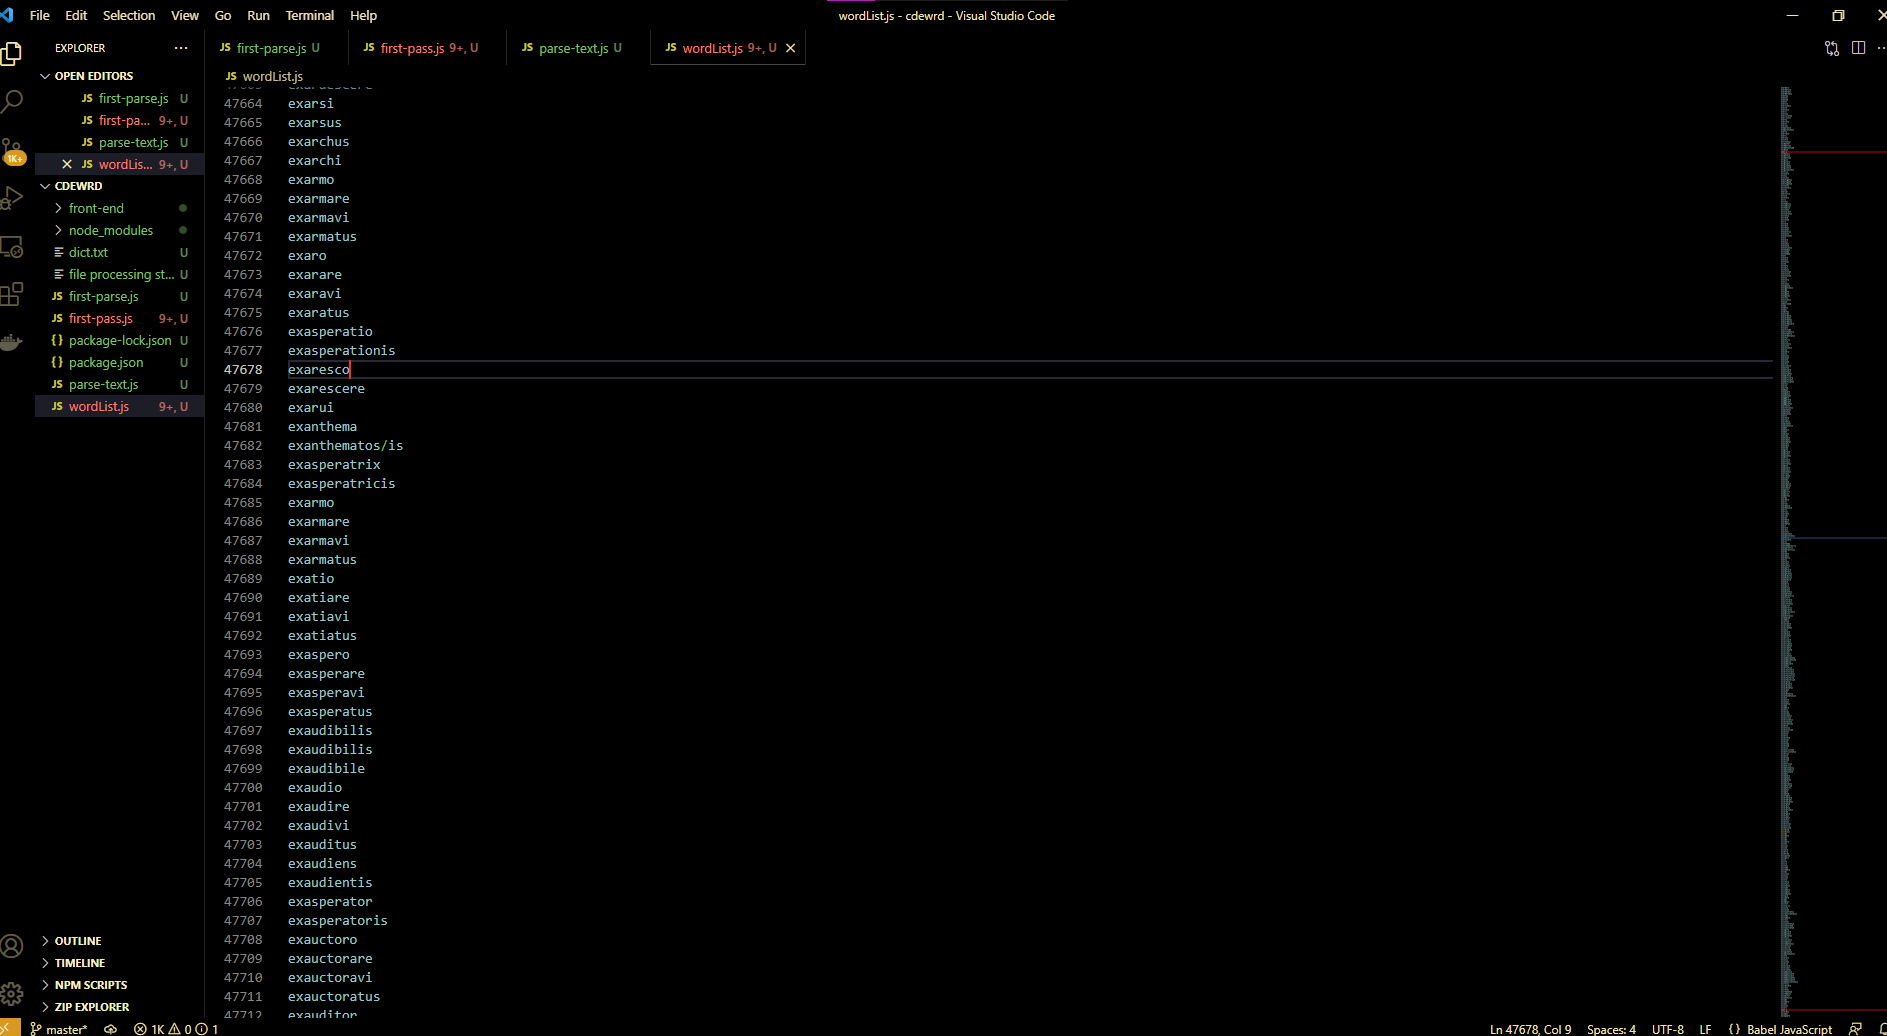 File Edit Selection View Go Run Terminal Help
wordList.js - cdewrd - Visual Studio Code
EXPLORER
OPEN EDITORS
JS first-parse.js U
JS first-pa... 9+, U
JS parse-text.js U
JS wordLis... 9+, U
CDEWRD
front-end
node_modules
dict.txt U
file processing st... U
JS first-parse.js U
JS first-pass.js 9+, U
{} package-lock.json U
{} package.json U
JS parse-text.js U
JS wordList.js 9+, U
OUTLINE
TIMELINE
NPM SCRIPTS
ZIP EXPLORER
1K+
JS first-parse.js U JS first-pass.js 9+, U JS parse-text.js U JS wordList.js 9+, U
JS wordList.js
47664 exarsi
47665 exarsus
47666 exarchus
47667 exarchi
47668 exarmo
47669 exarmare
47670 exarmavi
47671 exarmatus
47672 exaro
47673 exarare
47674 exaravi
47675 exaratus
47676 exasperatio
47677 exasperationis
47678 exaresco
47679 exarescere
47680 exarui
47681 exanthema
47682 exanthematos/is
47683 exasperatrix
47684 exasperatricis
47685 exarmo
47686 exarmare
47687 exarmavi
47688 exarmatus
47689 exatio
47690 exatiare
47691 exatiavi
47692 exatiatus
47693 exaspero
47694 exasperare
47695 exasperavi
47696 exasperatus
47697 exaudibilis
47698 exaudibilis
47699 exaudibile
47700 exaudio
47701 exaudire
47702 exaudivi
47703 exauditus
47704 exaudiens
47705 exaudientis
47706 exasperator
47707 exasperatoris
47708 exauctoro
47709 exauctorare
47710 exauctoravi
47711 exauctoratus
47712 exauditor
master* 1K 0 1
Ln 47678, Col 9 Spaces: 4 UTF-8 LF {} Babel JavaScript